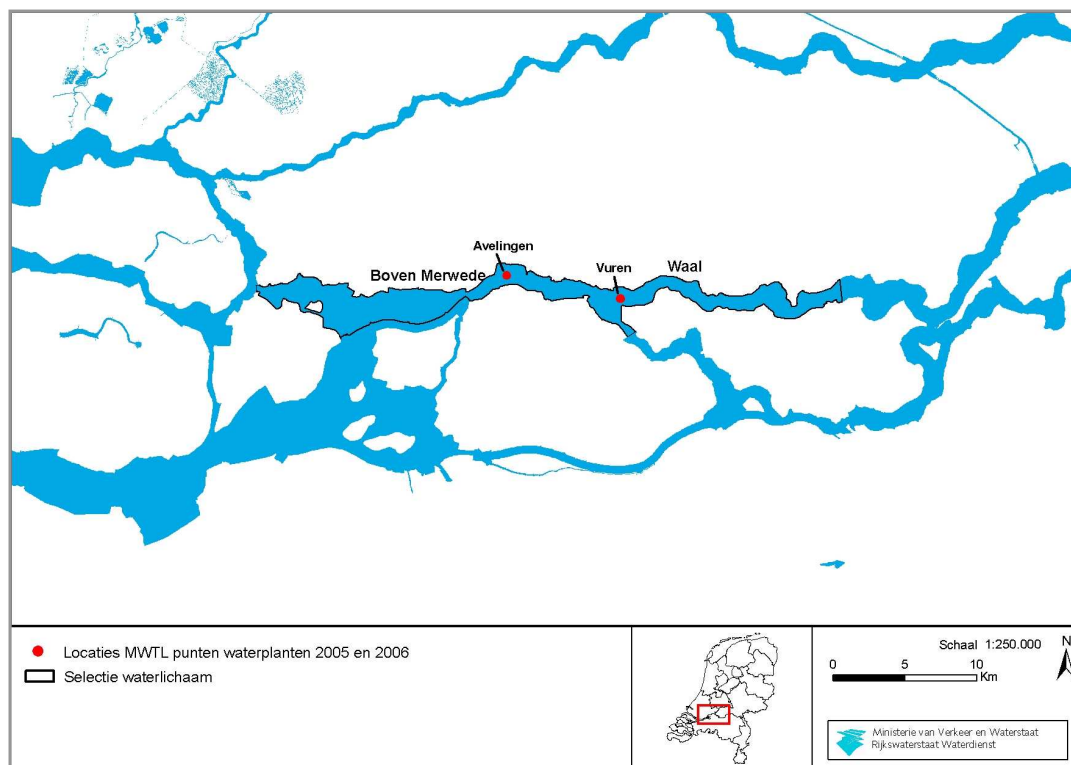 Avelingen
Boven Merwede
Vuren
Waal
Locaties MWTL punten waterplanten 2005 en 2006
Selectie waterlichaam
Schaal 1:250.000
N
0 5 10
Km
Ministerie van Verkeer en Waterstaat
Rijkswaterstaat Waterdienst